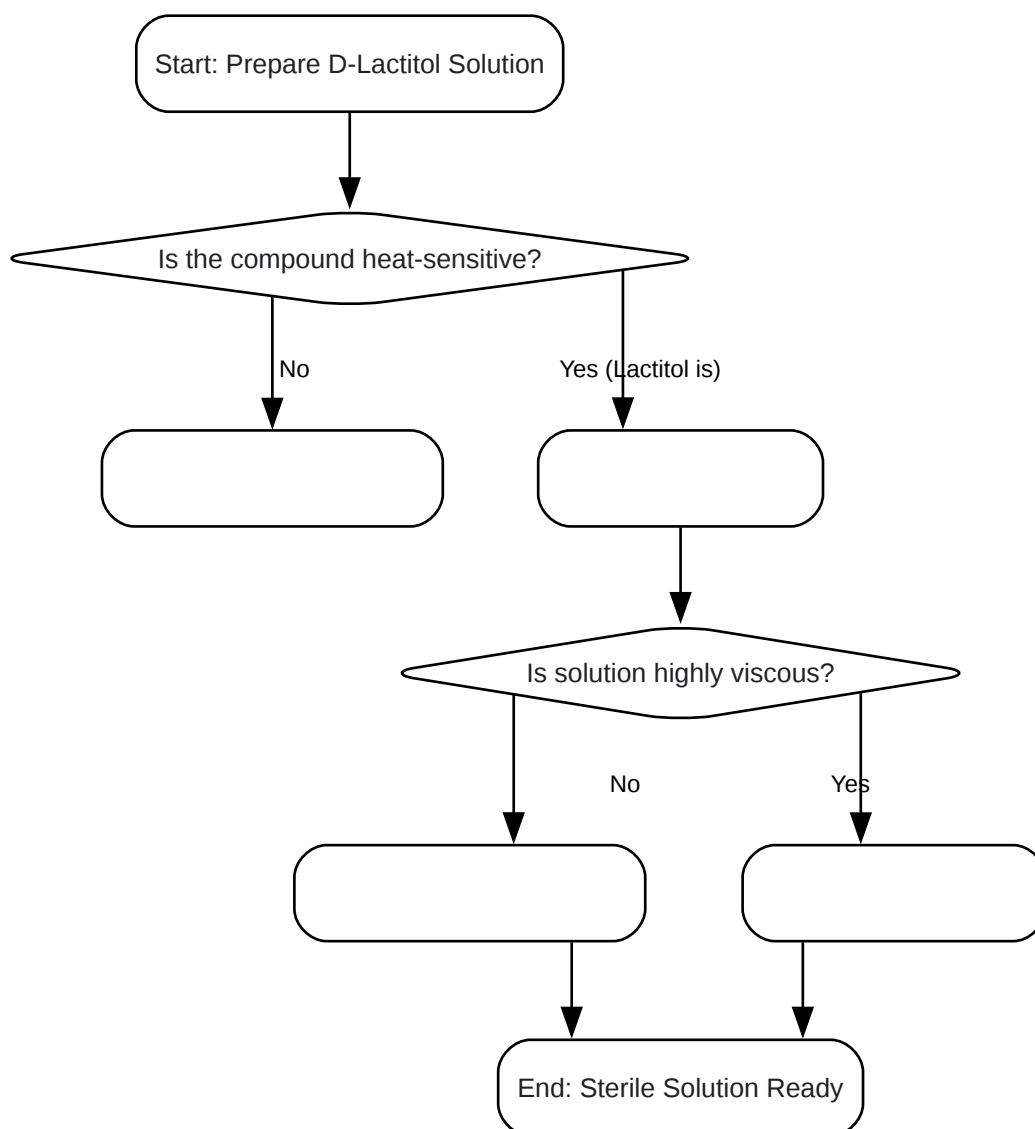 Start: Prepare D-Lactitol Solution
Is the compound heat-sensitive?
No
Yes (Lactitol is)
Is solution highly viscous?
No
Yes
End: Sterile Solution Ready